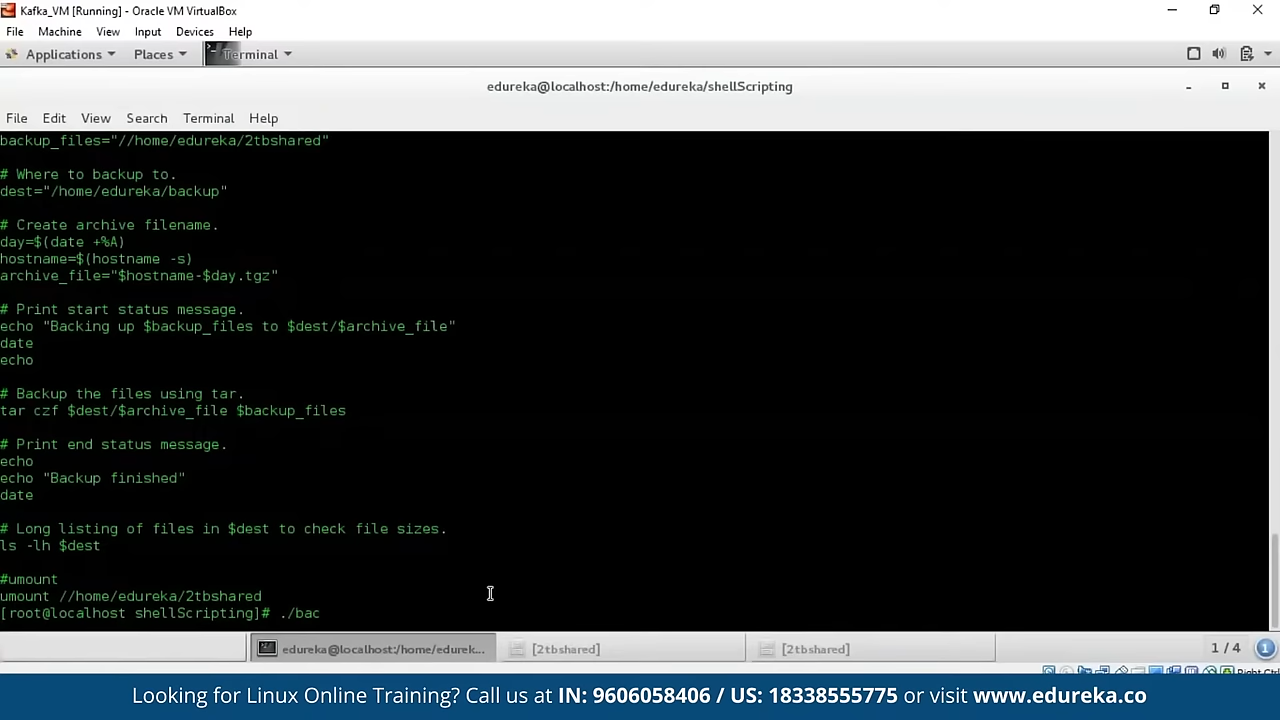 Kafka_VM [Running] - Oracle VM VirtualBox
File Machine View Input Devices Help
Applications Places Terminal
edureka@localhost:/home/edureka/shellScripting
File Edit View Search Terminal Help
backup_files="//home/edureka/2tbshared"
# Where to backup to.
dest="/home/edureka/backup"
# Create archive filename.
day=$(date +%A)
hostname=$(hostname -s)
archive_file="$hostname-$day.tgz"
# Print start status message.
echo "Backing up $backup_files to $dest/$archive_file"
date
echo
# Backup the files using tar.
tar czf $dest/$archive_file $backup_files
# Print end status message.
echo
echo "Backup finished"
date
# Long listing of files in $dest to check file sizes.
ls -lh $dest
#umount
umount //home/edureka/2tbshared
[root@localhost shellScripting]# ./bac
edureka@localhost:/home/edurek... [2tbshared] [2tbshared] 1 / 4 1
Right Ctrl
Looking for Linux Online Training? Call us at IN: 9606058406 / US: 18338555775 or visit www.edureka.co